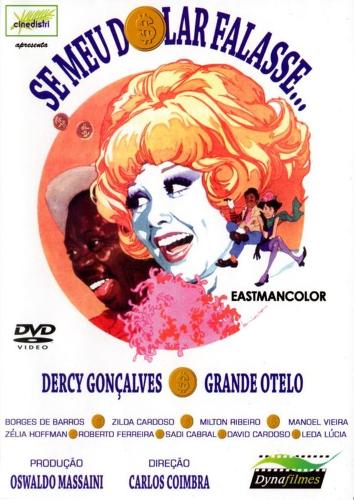 cinedistri
apresenta
SE MEU D$LAR FALASSE...
EASTMANCOLOR
DVD
VIDEO
DERCY GONÇALVES $ GRANDE OTELO
BORGES DE BARROS ZILDA CARDOSO MILTON RIBEIRO MANOEL VIEIRA
ZÉLIA HOFFMAN ROBERTO FERREIRA SADI CABRAL DAVID CARDOSO LEDA LÚCIA
PRODUÇÃO DIREÇÃO
OSWALDO MASSAINI CARLOS COIMBRA
Dynafilmes